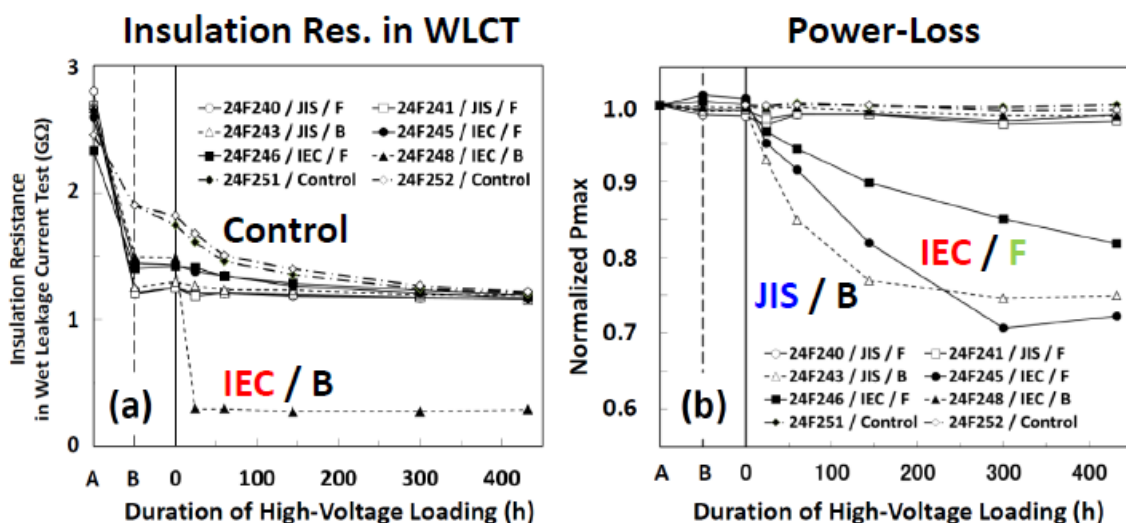 Insulation Res. in WLCT
Insulation Resistance
in Wet Leakage Current Test (GΩ)
3
2
1
0
24F240 / JIS / F
24F241 / JIS / F
24F243 / JIS / B
24F245 / IEC / F
24F246 / IEC / F
24F248 / IEC / B
24F251 / Control
24F252 / Control
Control
IEC / B
(a)
A B 0 100 200 300 400
Duration of High-Voltage Loading (h)
Power-Loss
Normalized Pmax
1.0
0.9
0.8
0.7
0.6
IEC / F
JIS / B
24F240 / JIS / F
24F241 / JIS / F
24F243 / JIS / B
24F245 / IEC / F
24F246 / IEC / F
24F248 / IEC / B
24F251 / Control
24F252 / Control
(b)
A B 0 100 200 300 400
Duration of High-Voltage Loading (h)